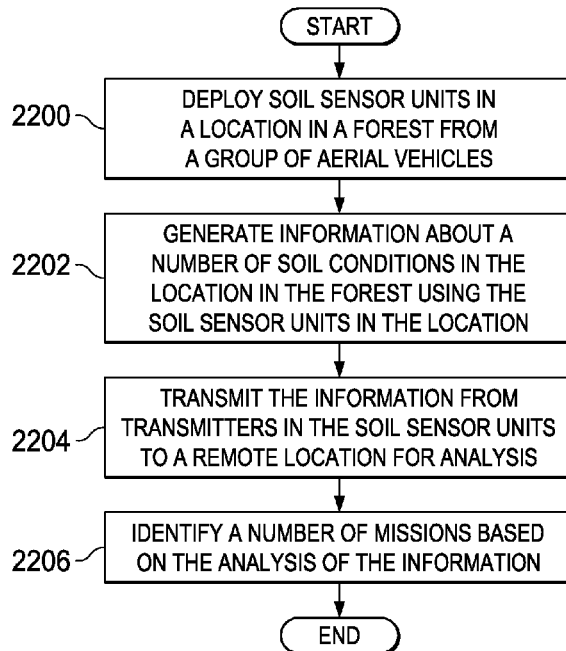 START
2200
DEPLOY SOIL SENSOR UNITS IN
A LOCATION IN A FOREST FROM
A GROUP OF AERIAL VEHICLES
2202
GENERATE INFORMATION ABOUT A
NUMBER OF SOIL CONDITIONS IN THE
LOCATION IN THE FOREST USING THE
SOIL SENSOR UNITS IN THE LOCATION
2204
TRANSMIT THE INFORMATION FROM
TRANSMITTERS IN THE SOIL SENSOR UNITS
TO A REMOTE LOCATION FOR ANALYSIS
2206
IDENTIFY A NUMBER OF MISSIONS BASED
ON THE ANALYSIS OF THE INFORMATION
END